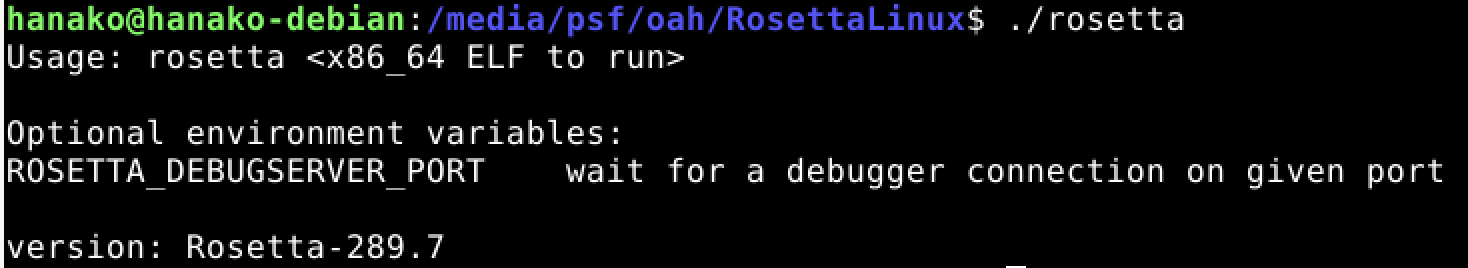 hanako@hanako-debian:/media/psf/oah/RosettaLinux$ ./rosetta
Usage: rosetta <x86_64 ELF to run>
Optional environment variables:
ROSETTA_DEBUGSERVER_PORT    wait for a debugger connection on given port
version: Rosetta-289.7